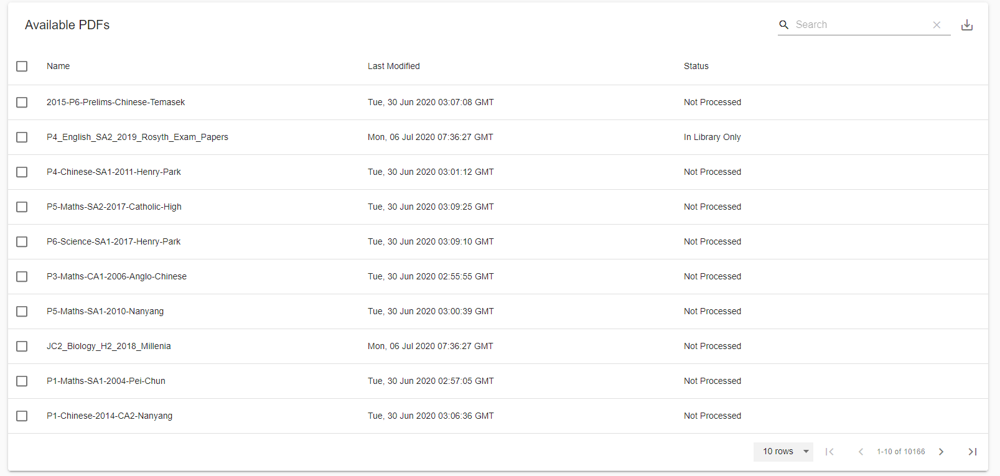 Available PDFs
Search
Name Last Modified Status
2015-P6-Prelims-Chinese-Temasek Tue, 30 Jun 2020 03:07:08 GMT Not Processed
P4_English_SA2_2019_Rosyth_Exam_Papers Mon, 06 Jul 2020 07:36:27 GMT In Library Only
P4-Chinese-SA1-2011-Henry-Park Tue, 30 Jun 2020 03:01:12 GMT Not Processed
P5-Maths-SA2-2017-Catholic-High Tue, 30 Jun 2020 03:09:25 GMT Not Processed
P6-Science-SA1-2017-Henry-Park Tue, 30 Jun 2020 03:09:10 GMT Not Processed
P3-Maths-CA1-2006-Anglo-Chinese Tue, 30 Jun 2020 02:55:55 GMT Not Processed
P5-Maths-SA1-2010-Nanyang Tue, 30 Jun 2020 03:00:39 GMT Not Processed
JC2_Biology_H2_2018_Millenia Mon, 06 Jul 2020 07:36:27 GMT Not Processed
P1-Maths-SA1-2004-Pei-Chun Tue, 30 Jun 2020 02:57:05 GMT Not Processed
P1-Chinese-2014-CA2-Nanyang Tue, 30 Jun 2020 03:06:36 GMT Not Processed
10 rows 1-10 of 10166